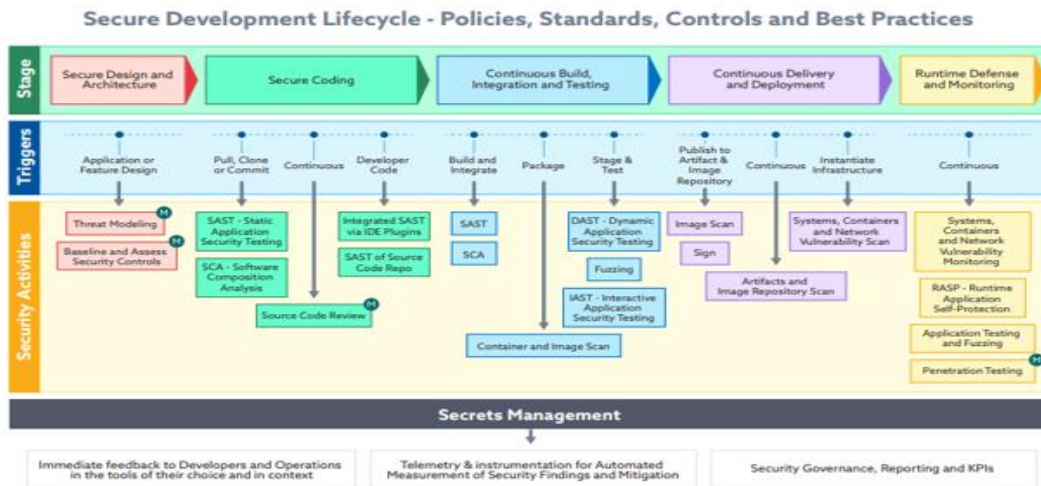 Secure Development Lifecycle - Policies, Standards, Controls and Best Practices
Stage
Secure Design and
Architecture
Secure Coding
Continuous Build,
Integration and Testing
Continuous Delivery
and Deployment
Runtime Defense
and Monitoring
Triggers
Application or
Feature Design
Pull, Clone
or Commit
Continuous
Developer
Code
Build and
Integrate
Package
Stage &
Test
Publish to
Artifact &
Image
Repository
Continuous
Instantiate
Infrastructure
Continuous
Security Activities
Threat Modeling
M
Baseline and Assess
Security Controls
M
SAST - Static
Application
Security Testing
SCA - Software
Composition
Analysis
Source Code Review
M
Integrated SAST
via IDE Plugins
SAST of Source
Code Repo
SAST
SCA
Container and Image Scan
DAST - Dynamic
Application
Security Testing
Fuzzing
IAST - Interactive
Application
Security Testing
Image Scan
Sign
Artifacts and
Image Repository Scan
Systems, Containers
and Network
Vulnerability Scan
Systems,
Containers
and Network
Vulnerability
Monitoring
RASP - Runtime
Application
Self-Protection
Application Testing
and Fuzzing
Penetration Testing
M
Secrets Management
Immediate feedback to Developers and Operations
in the tools of their choice and in context
Telemetry & instrumentation for Automated
Measurement of Security Findings and Mitigation
Security Governance, Reporting and KPIs